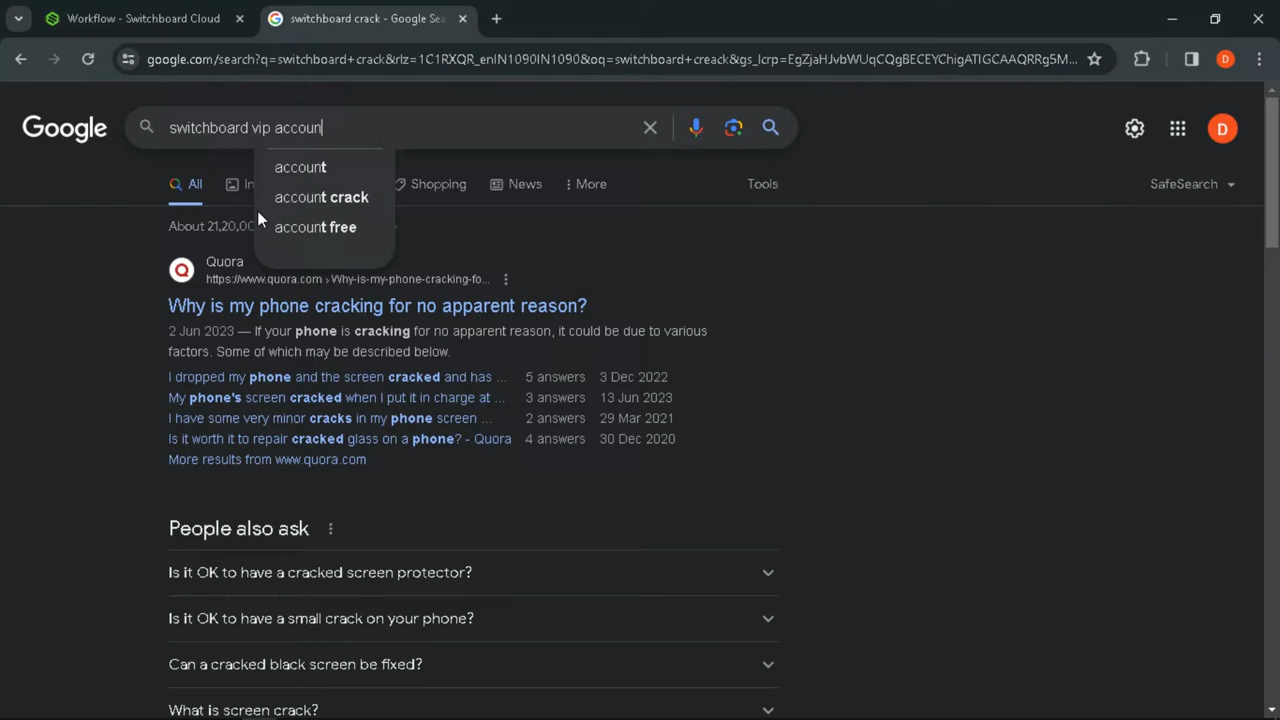 Workflow - Switchboard Cloud
switchboard crack - Google Sea
google.com/search?q=switchboard+crack&rlz=1C1RXQR_enIN1090IN1090&oq=switchboard+creack&gs_lcrp=EgZjaHJvbWUqCQgBECEYChigATIGCAAQRRg5M...
D
Google
switchboard vip accoun
D
account
account crack
account free
All
Shopping
News
More
Tools
SafeSearch
About 21,20,00
Quora
https://www.quora.com › Why-is-my-phone-cracking-fo...
Why is my phone cracking for no apparent reason?
2 Jun 2023 — If your phone is cracking for no apparent reason, it could be due to various
factors. Some of which may be described below.
I dropped my phone and the screen cracked and has ... 5 answers 3 Dec 2022
My phone's screen cracked when I put it in charge at ... 3 answers 13 Jun 2023
I have some very minor cracks in my phone screen ... 2 answers 29 Mar 2021
Is it worth it to repair cracked glass on a phone? - Quora 4 answers 30 Dec 2020
More results from www.quora.com
People also ask
Is it OK to have a cracked screen protector?
Is it OK to have a small crack on your phone?
Can a cracked black screen be fixed?
What is screen crack?